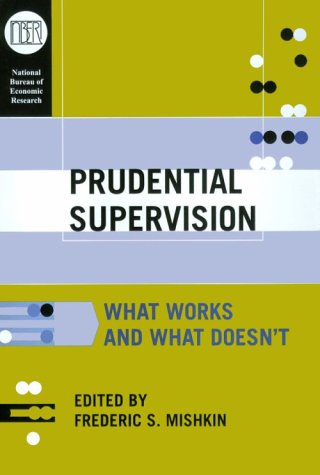 NBER
National
Bureau of
Economic
Research
PRUDENTIAL
SUPERVISION
WHAT WORKS
AND WHAT DOESN'T
EDITED BY
FREDERIC S. MISHKIN